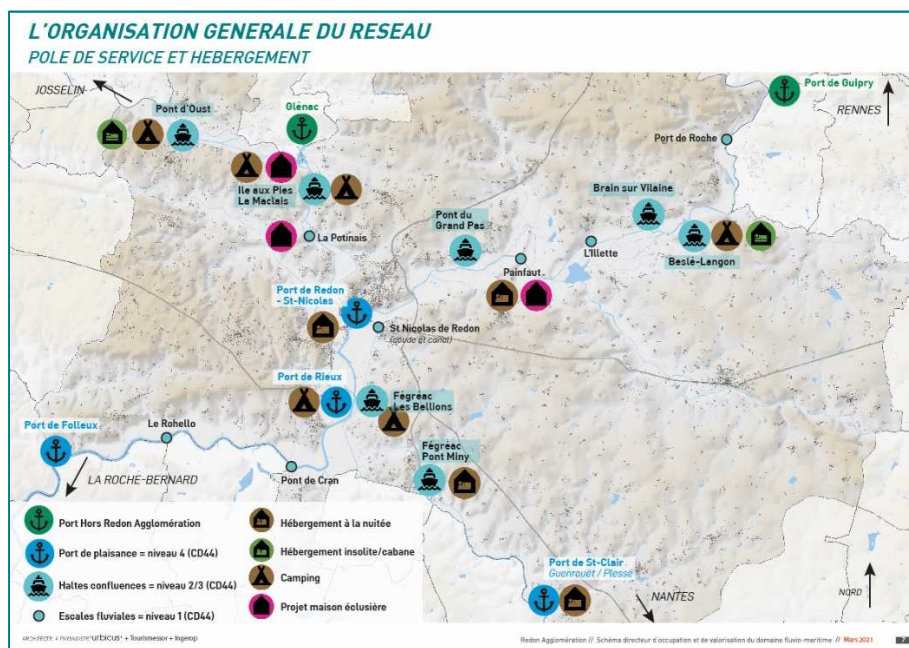 L'ORGANISATION GENERALE DU RESEAU
POLE DE SERVICE ET HEBERGEMENT
JOSSELIN
Pont d'Oust
Glénac
Port de Guipry
RENNES
Port de Roche
Ile aux Pies
La Maclais
Brain sur Vilaine
Pont du
Grand Pas
La Potinais
L'Illette
Beslé-Langon
Painfaut
Port de Redon
- St-Nicolas
St Nicolas de Redon
(coude et canal)
Port de Rieux
Fégréac
Les Bellions
Port de Folleux
Le Rohello
Fégréac
Pont Miny
LA ROCHE-BERNARD
Pont de Cran
Port Hors Redon Agglomération
Port de plaisance = niveau 4 (CD44)
Haltes confluences = niveau 2/3 (CD44)
Escales fluviales = niveau 1 (CD44)
Hébergement à la nuitée
Hébergement insolite/cabane
Camping
Projet maison éclusière
Port de St-Clair
Guenrouët / Plessé
NANTES
NORD
'urbicus' + Tourismessor + Ingerop
Redon Agglomération // Schéma directeur d'occupation et de valorisation du domaine fluvio-maritime // Mars 2021
7